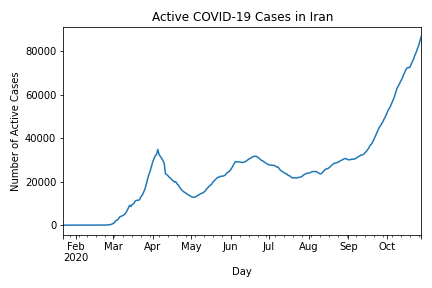 Active COVID-19 Cases in Iran
Number of Active Cases
80000
60000
40000
20000
0
Feb
2020
Mar
Apr
May
Jun
Jul
Aug
Sep
Oct
Day